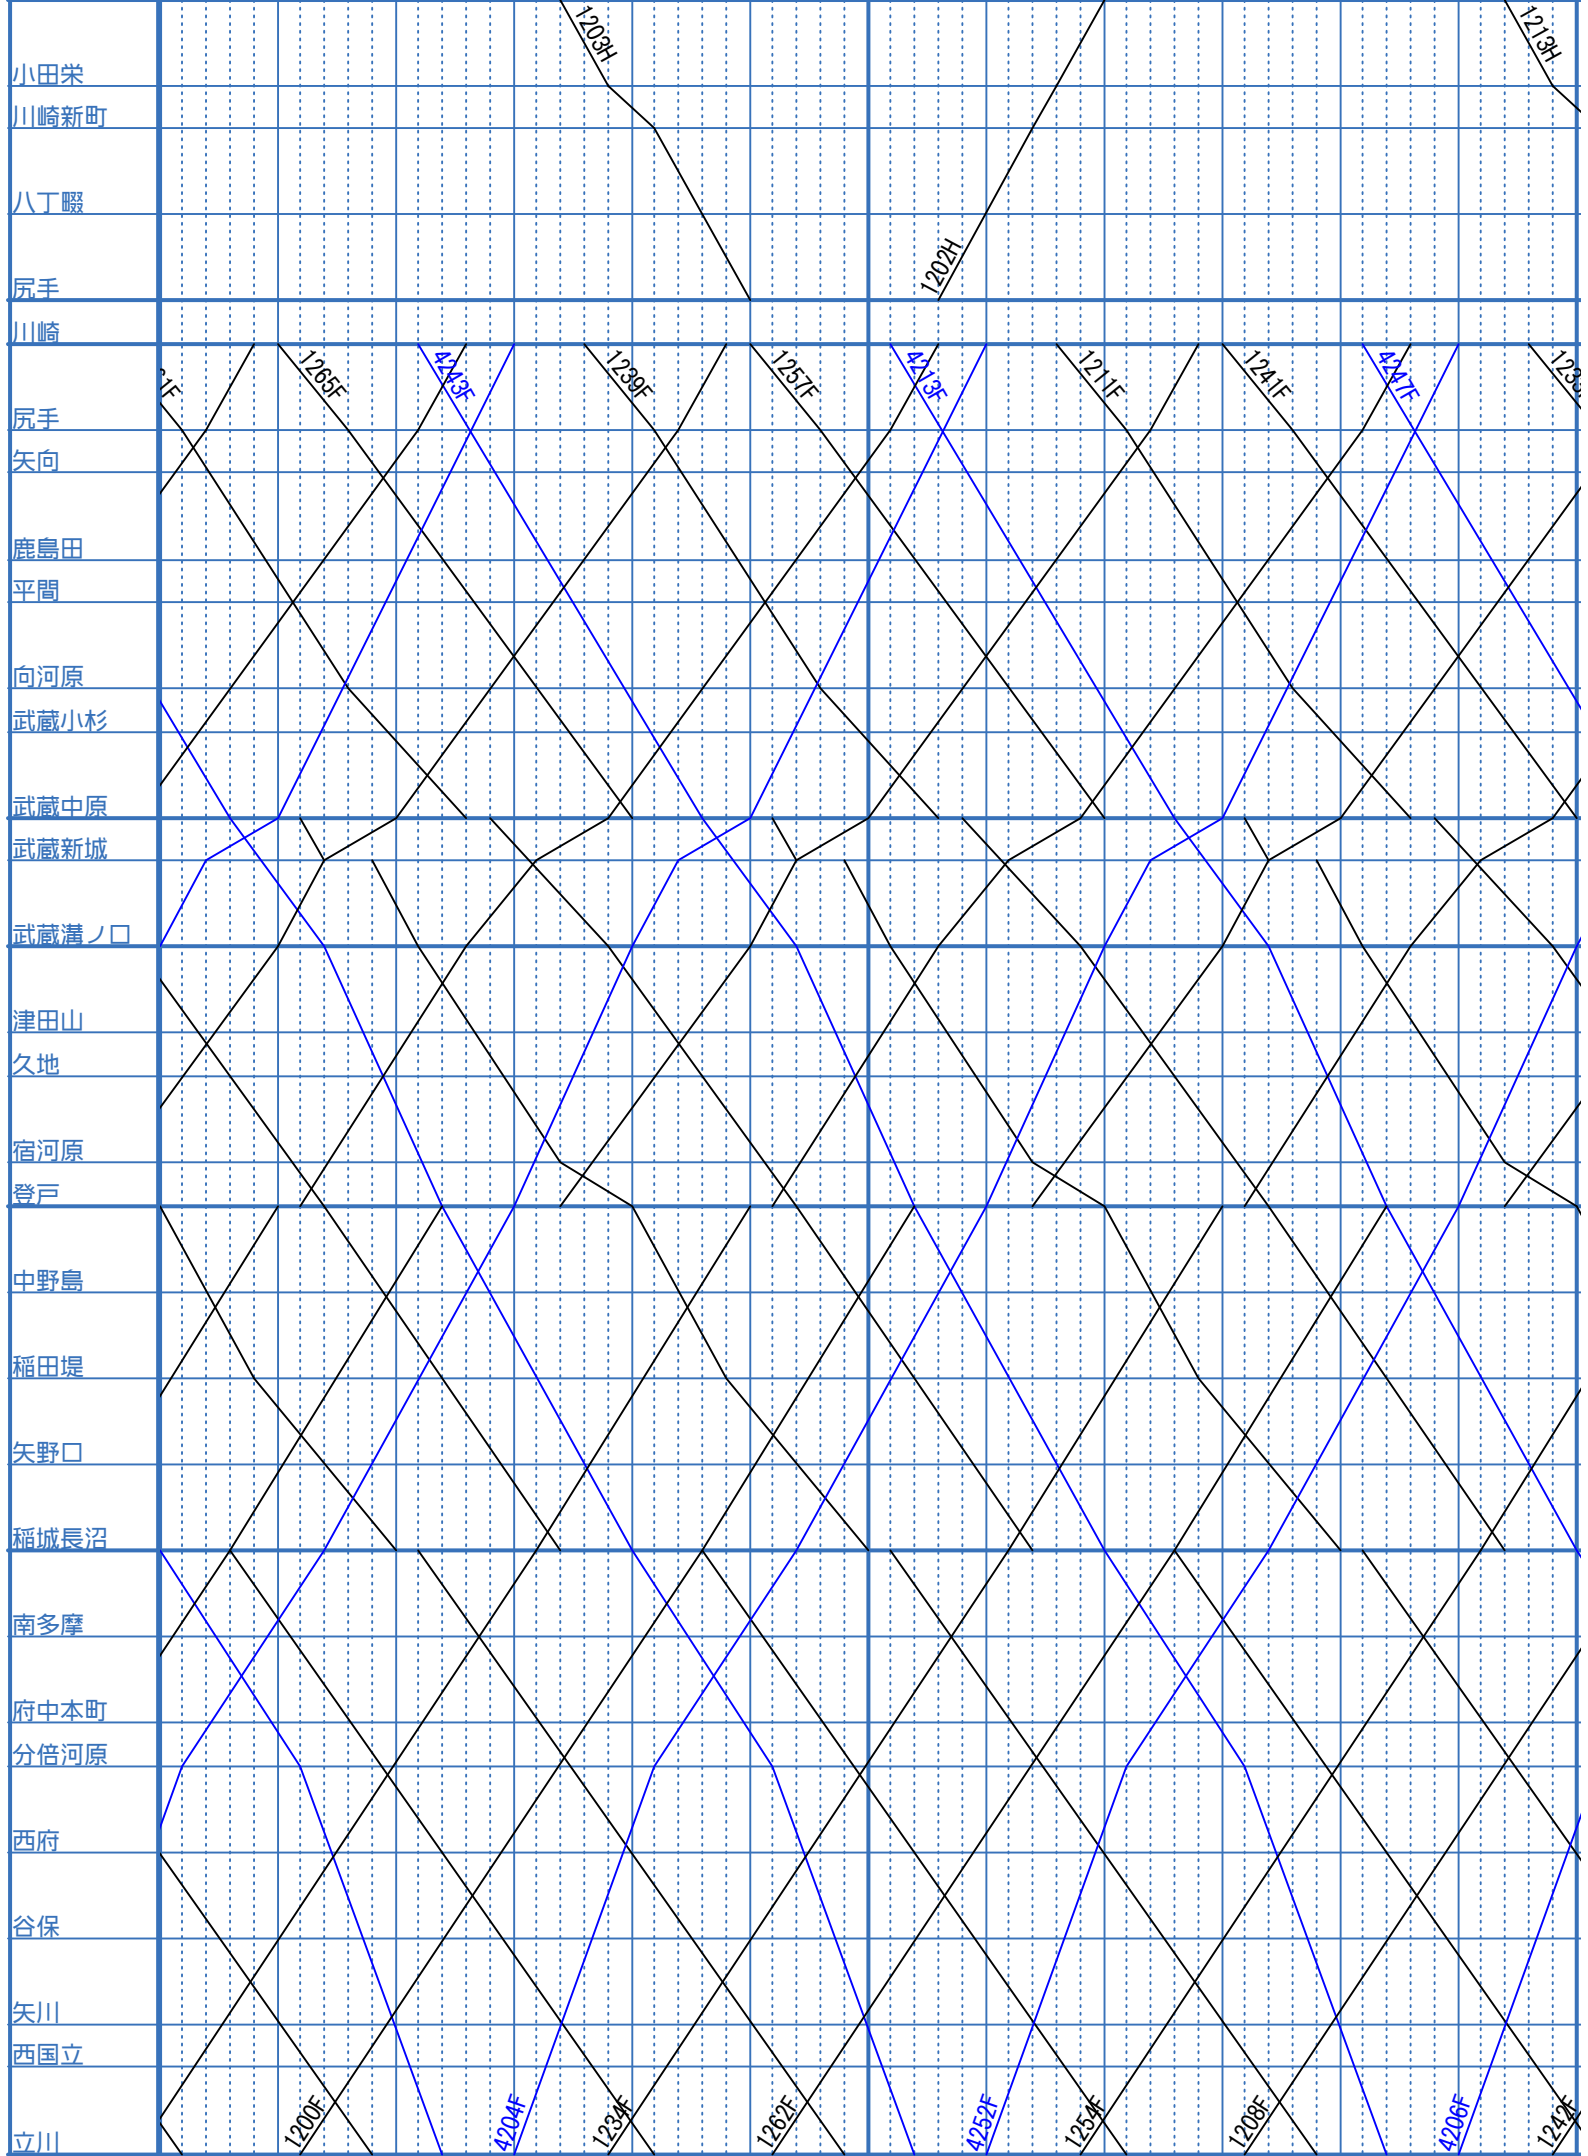 1203H
1213H
小田栄
川崎新町
八丁畷
1202H
尻手
川崎
1F
1265F
4243F
1239F
1257F
4213F
1211F
1241F
4247F
123
尻手
矢向
鹿島田
平間
向河原
武蔵小杉
武蔵中原
武蔵新城
武蔵溝ノ口
津田山
久地
宿河原
登戸
中野島
稲田堤
矢野口
稲城長沼
南多摩
府中本町
分倍河原
西府
谷保
矢川
西国立
立川
1200F
4204F
1234F
1262F
4252F
1254F
1208F
4206F
1242F